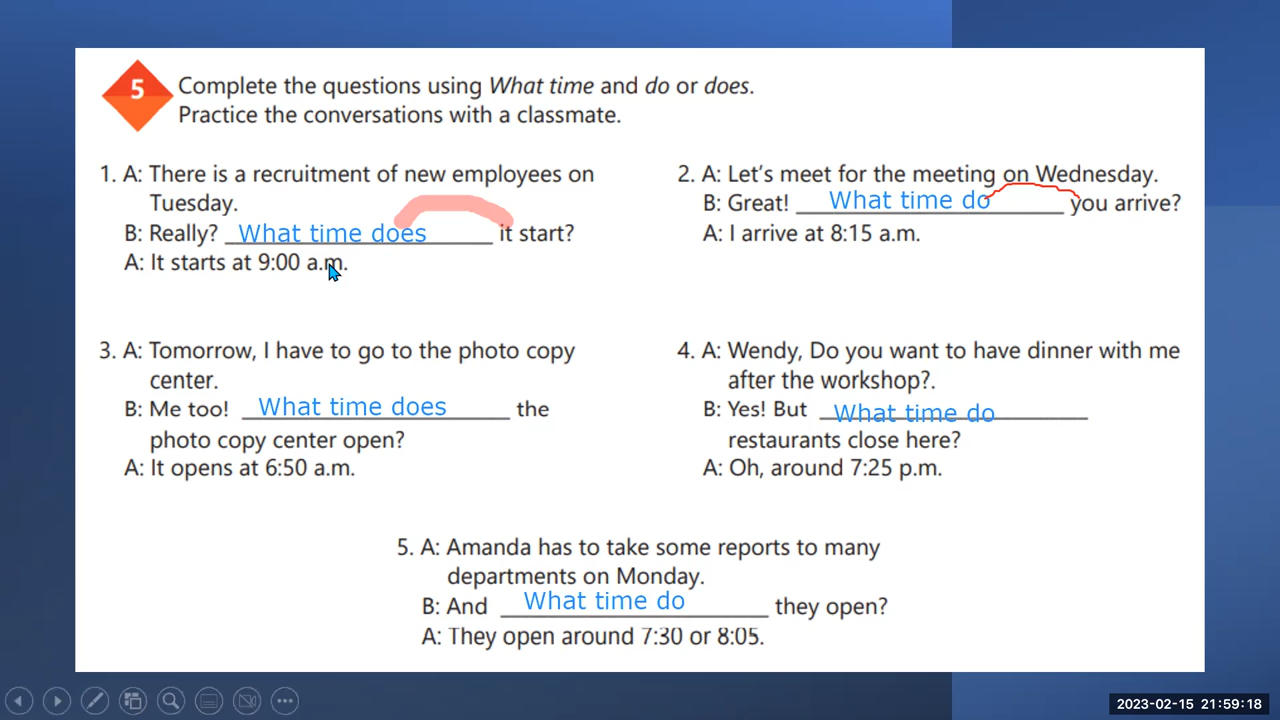 5
Complete the questions using What time and do or does.
Practice the conversations with a classmate.
1. A: There is a recruitment of new employees on
Tuesday.
B: Really? What time does it start?
A: It starts at 9:00 a.m.
2. A: Let's meet for the meeting on Wednesday.
B: Great! What time do you arrive?
A: I arrive at 8:15 a.m.
3. A: Tomorrow, I have to go to the photo copy
center.
B: Me too! What time does the
photo copy center open?
A: It opens at 6:50 a.m.
4. A: Wendy, Do you want to have dinner with me
after the workshop?.
B: Yes! But What time do
restaurants close here?
A: Oh, around 7:25 p.m.
5. A: Amanda has to take some reports to many
departments on Monday.
B: And What time do they open?
A: They open around 7:30 or 8:05.
2023-02-15 21:59:18